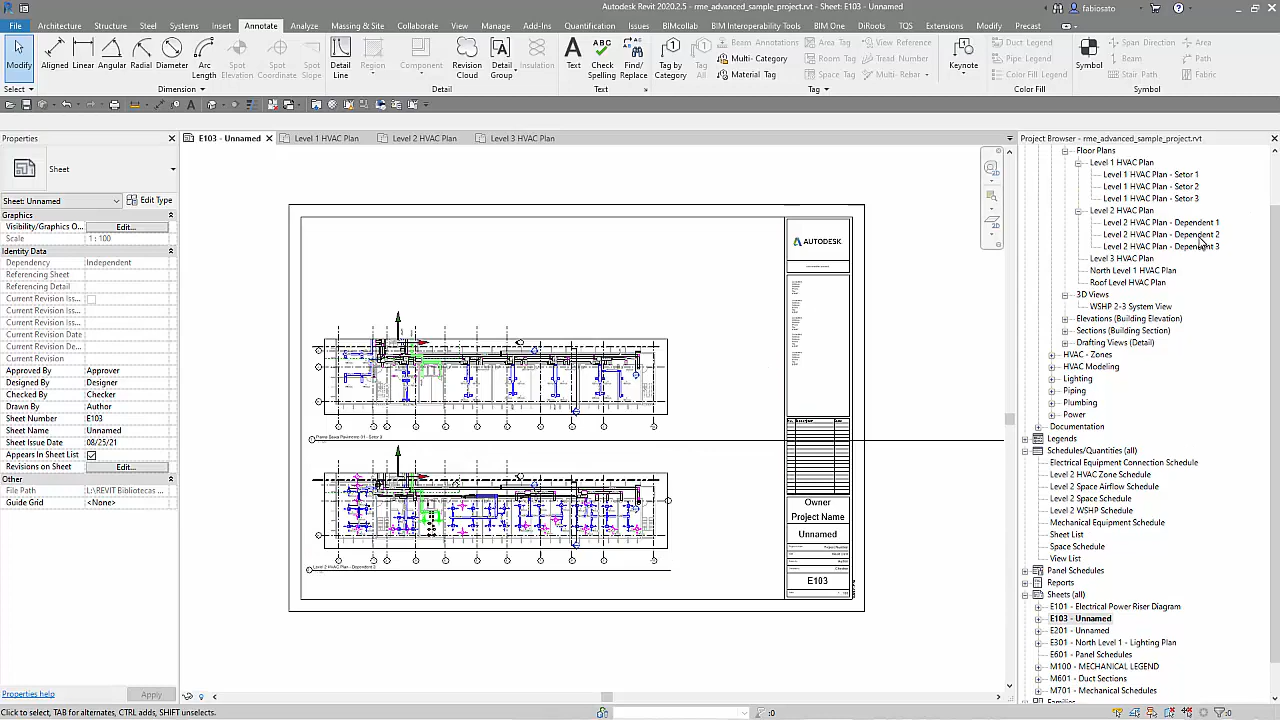 Autodesk Revit 2020.2.5 - rme_advanced_sample_project.rvt - Sheet: E103 - Unnamed
fabiosato
File Architecture Structure Steel Systems Insert Annotate Analyze Massing & Site Collaborate View Manage Add-Ins Quantification Issues BIMcollab BIM Interoperability Tools BIM One DiRoots TQS Extensions Modify Precast
Modify Aligned Linear Angular Radial Diameter Arc Length Spot Elevation Spot Coordinate Spot Slope
Detail Line Region Component Revision Cloud Detail Group Insulation
Text Check Spelling Find/ Replace
Tag by Category Tag All Beam Annotations Multi- Category Material Tag Area Tag Room Tag Space Tag View Reference Tread Number Multi-Rebar
Keynote Duct Legend Pipe Legend Color Fill Legend
Symbol Span Direction Beam Stair Path Area Path Fabric
Select Dimension Detail Text Tag Color Fill Symbol
Properties
E103 - Unnamed Level 1 HVAC Plan Level 2 HVAC Plan Level 3 HVAC Plan
Project Browser - rme_advanced_sample_project.rvt
Sheet
Sheet: Unnamed Edit Type
Graphics
Visibility/Graphics O... Edit...
Scale 1 : 100
Identity Data
Dependency Independent
Referencing Sheet
Referencing Detail
Current Revision Iss...
Current Revision Iss...
Current Revision Iss...
Current Revision Date
Current Revision De...
Current Revision
Approved By Approver
Designed By Designer
Checked By Checker
Drawn By Author
Sheet Number E103
Sheet Name Unnamed
Sheet Issue Date 08/25/21
Appears In Sheet List
Revisions on Sheet Edit...
Other
File Path L:\REVIT Bibliotecas ...
Guide Grid <None>
Properties help Apply
AUTODESK
Owner
Project Name
Unnamed
E103
Level 2 HVAC Plan - Dependent 3
Floor Plans
Level 1 HVAC Plan
Level 1 HVAC Plan - Setor 1
Level 1 HVAC Plan - Setor 2
Level 1 HVAC Plan - Setor 3
Level 2 HVAC Plan
Level 2 HVAC Plan - Dependent 1
Level 2 HVAC Plan - Dependent 2
Level 2 HVAC Plan - Dependent 3
Level 3 HVAC Plan
North Level 1 HVAC Plan
Roof Level HVAC Plan
3D Views
WSHP 2-3 System View
Elevations (Building Elevation)
Sections (Building Section)
Drafting Views (Detail)
HVAC - Zones
HVAC Modeling
Lighting
Piping
Plumbing
Power
Documentation
Legends
Schedules/Quantities (all)
Electrical Equipment Connection Schedule
Level 2 HVAC Zone Schedule
Level 2 Space Airflow Schedule
Level 2 Space Schedule
Level 2 WSHP Schedule
Mechanical Equipment Schedule
Sheet List
Space Schedule
View List
Panel Schedules
Reports
Sheets (all)
E101 - Electrical Power Riser Diagram
E103 - Unnamed
E201 - Unnamed
E301 - North Level 1 - Lighting Plan
E601 - Panel Schedules
M100 - MECHANICAL LEGEND
M601 - Duct Sections
M701 - Mechanical Schedules
Families
Click to select, TAB for alternates, CTRL adds, SHIFT unselects.
:0
:0